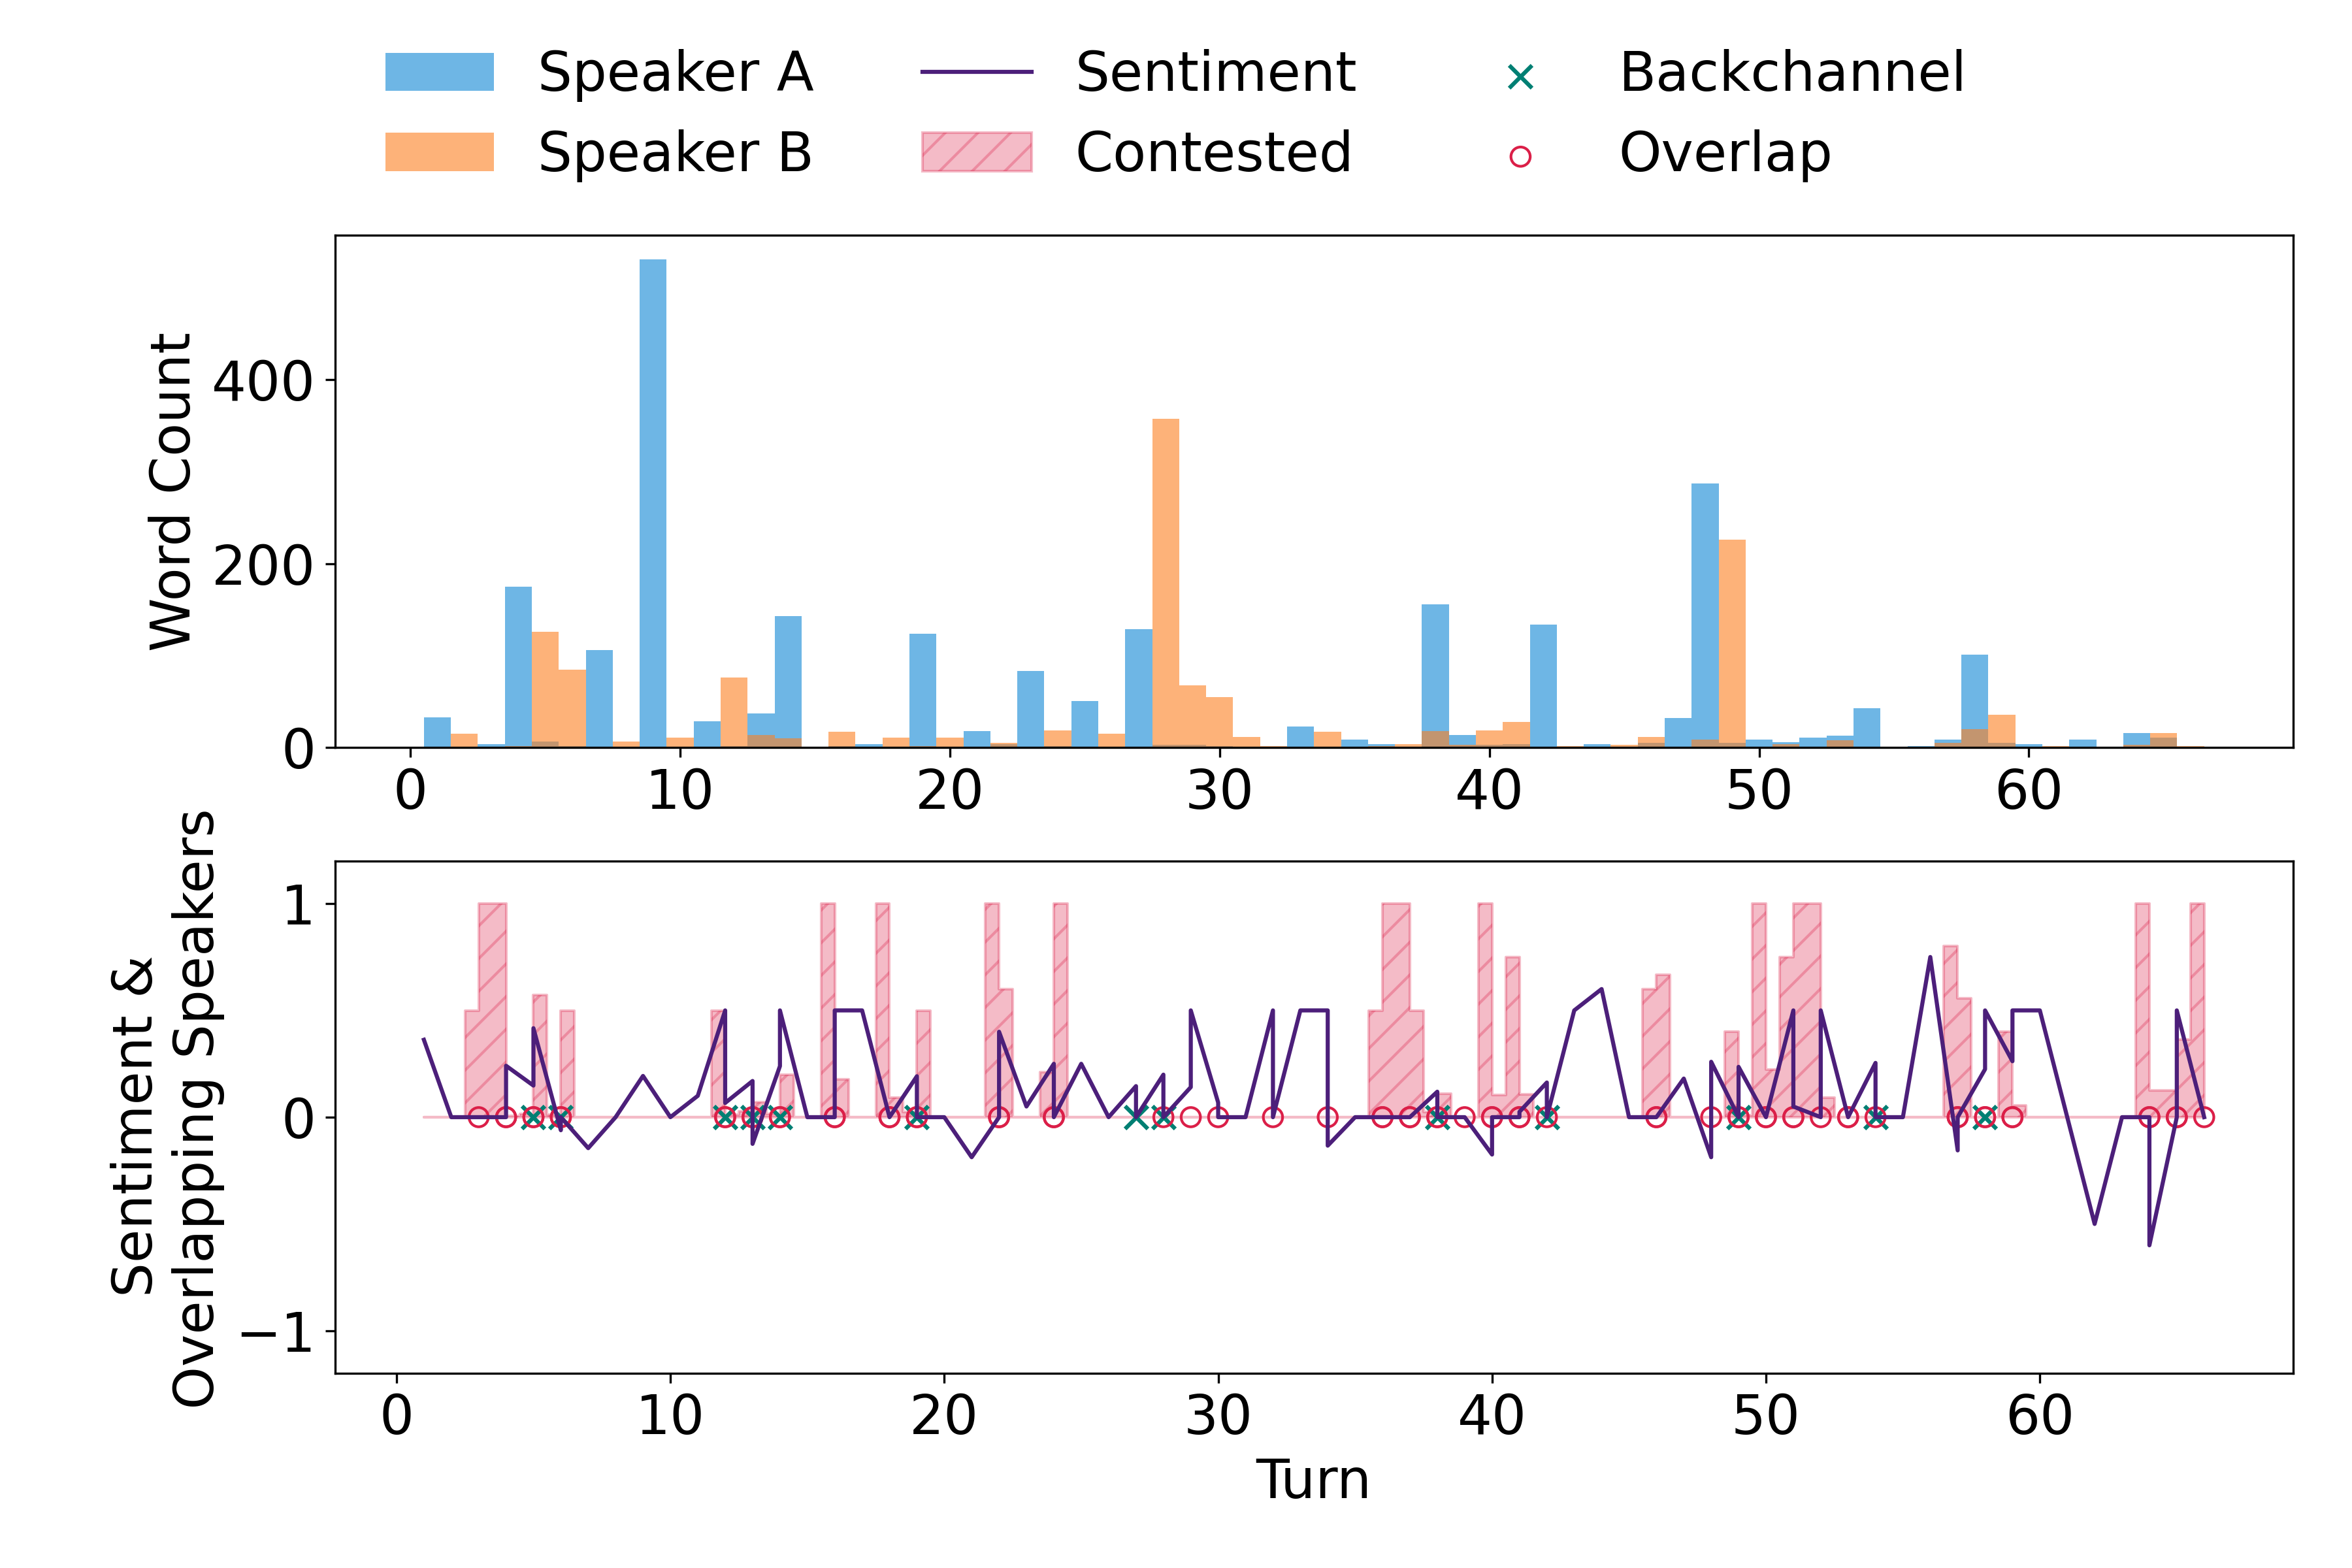 Speaker A
Speaker B
Sentiment
Contested
Backchannel
Overlap
Word Count
400
200
0
0 10 20 30 40 50 60
Sentiment &
Overlapping Speakers
1
0
−1
0 10 20 30 40 50 60
Turn